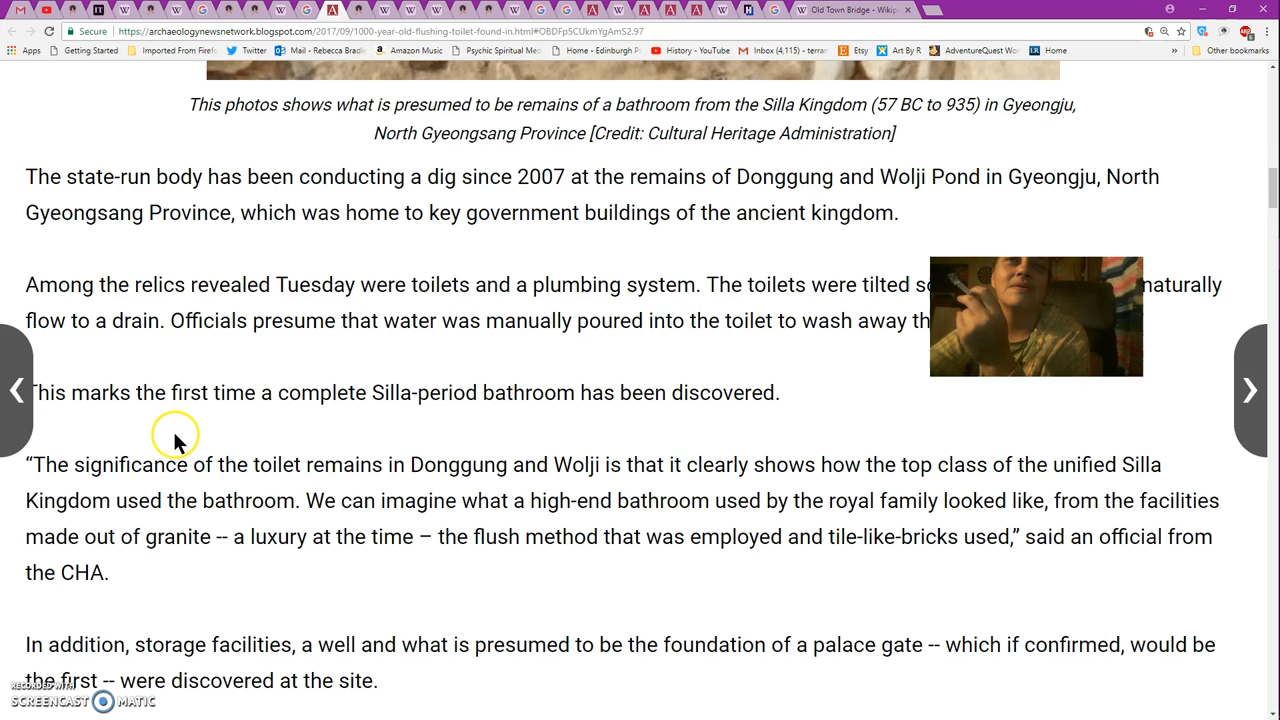 Old Town Bridge - Wikip
Secure
https://archaeologynewsnetwork.blogspot.com/2017/09/1000-year-old-flushing-toilet-found-in.html#OBDFp5CUkmYgAmS2.97
Apps Getting Started Imported From Firef Twitter Mail - Rebecca Bradl Amazon Music Psychic Spiritual Med Home - Edinburgh P History - YouTube Inbox (4,115) - terran Etsy Art By R AdventureQuest Wor Home » Other bookmarks
This photos shows what is presumed to be remains of a bathroom from the Silla Kingdom (57 BC to 935) in Gyeongju,
North Gyeongsang Province [Credit: Cultural Heritage Administration]
The state-run body has been conducting a dig since 2007 at the remains of Donggung and Wolji Pond in Gyeongju, North
Gyeongsang Province, which was home to key government buildings of the ancient kingdom.
Among the relics revealed Tuesday were toilets and a plumbing system. The toilets were tilted naturally
flow to a drain. Officials presume that water was manually poured into the toilet to wash away
This marks the first time a complete Silla-period bathroom has been discovered.
“The significance of the toilet remains in Donggung and Wolji is that it clearly shows how the top class of the unified Silla
Kingdom used the bathroom. We can imagine what a high-end bathroom used by the royal family looked like, from the facilities
made out of granite -- a luxury at the time – the flush method that was employed and tile-like-bricks used,” said an official from
the CHA.
In addition, storage facilities, a well and what is presumed to be the foundation of a palace gate -- which if confirmed, would be
the first -- were discovered at the site.
RECORDED WITH
SCREENCAST MATIC